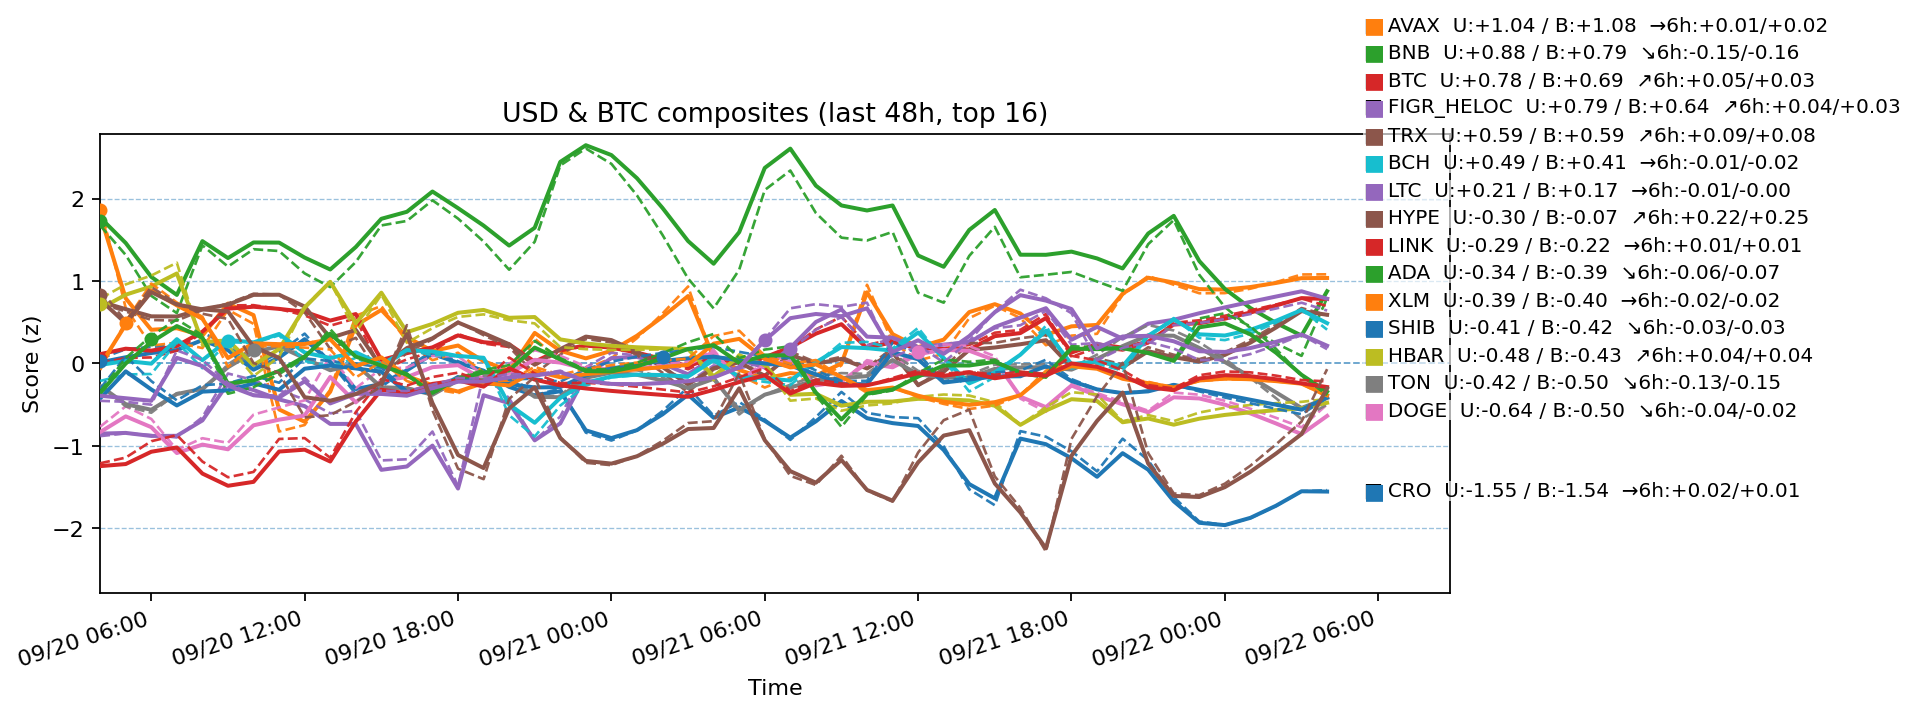 AVAX  U:+1.04 / B:+1.08  →6h:+0.01/+0.02
BNB  U:+0.88 / B:+0.79  ↘6h:-0.15/-0.16
BTC  U:+0.78 / B:+0.69  ↗6h:+0.05/+0.03
FIGR_HELOC  U:+0.79 / B:+0.64  ↗6h:+0.04/+0.03
TRX  U:+0.59 / B:+0.59  ↗6h:+0.09/+0.08
BCH  U:+0.49 / B:+0.41  →6h:-0.01/-0.02
LTC  U:+0.21 / B:+0.17  →6h:-0.01/-0.00
HYPE  U:-0.30 / B:-0.07  ↗6h:+0.22/+0.25
LINK  U:-0.29 / B:-0.22  →6h:+0.01/+0.01
ADA  U:-0.34 / B:-0.39  ↘6h:-0.06/-0.07
XLM  U:-0.39 / B:-0.40  →6h:-0.02/-0.02
SHIB  U:-0.41 / B:-0.42  ↘6h:-0.03/-0.03
HBAR  U:-0.48 / B:-0.43  ↗6h:+0.04/+0.04
TON  U:-0.42 / B:-0.50  ↘6h:-0.13/-0.15
DOGE  U:-0.64 / B:-0.50  ↘6h:-0.04/-0.02
CRO  U:-1.55 / B:-1.54  →6h:+0.02/+0.01
USD & BTC composites (last 48h, top 16)
Score (z)
2
1
0
−1
−2
09/20 06:00
09/20 12:00
09/20 18:00
09/21 00:00
09/21 06:00
09/21 12:00
09/21 18:00
09/22 00:00
09/22 06:00
Time